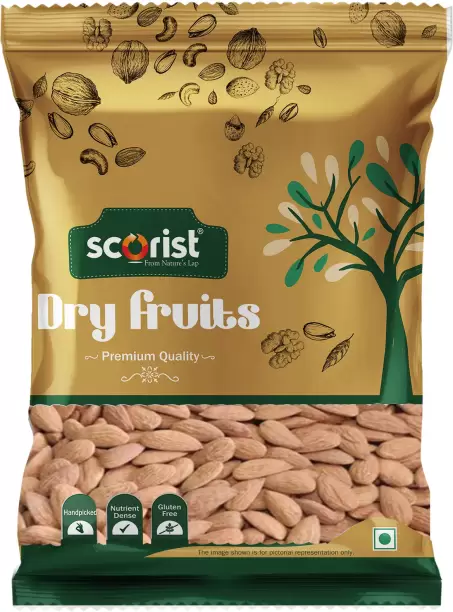 scorist®
From Nature's Lap
Dry fruits
Premium Quality
Handpicked
Nutrient
Dense
Gluten
Free
The image shown is for pictorial representation only